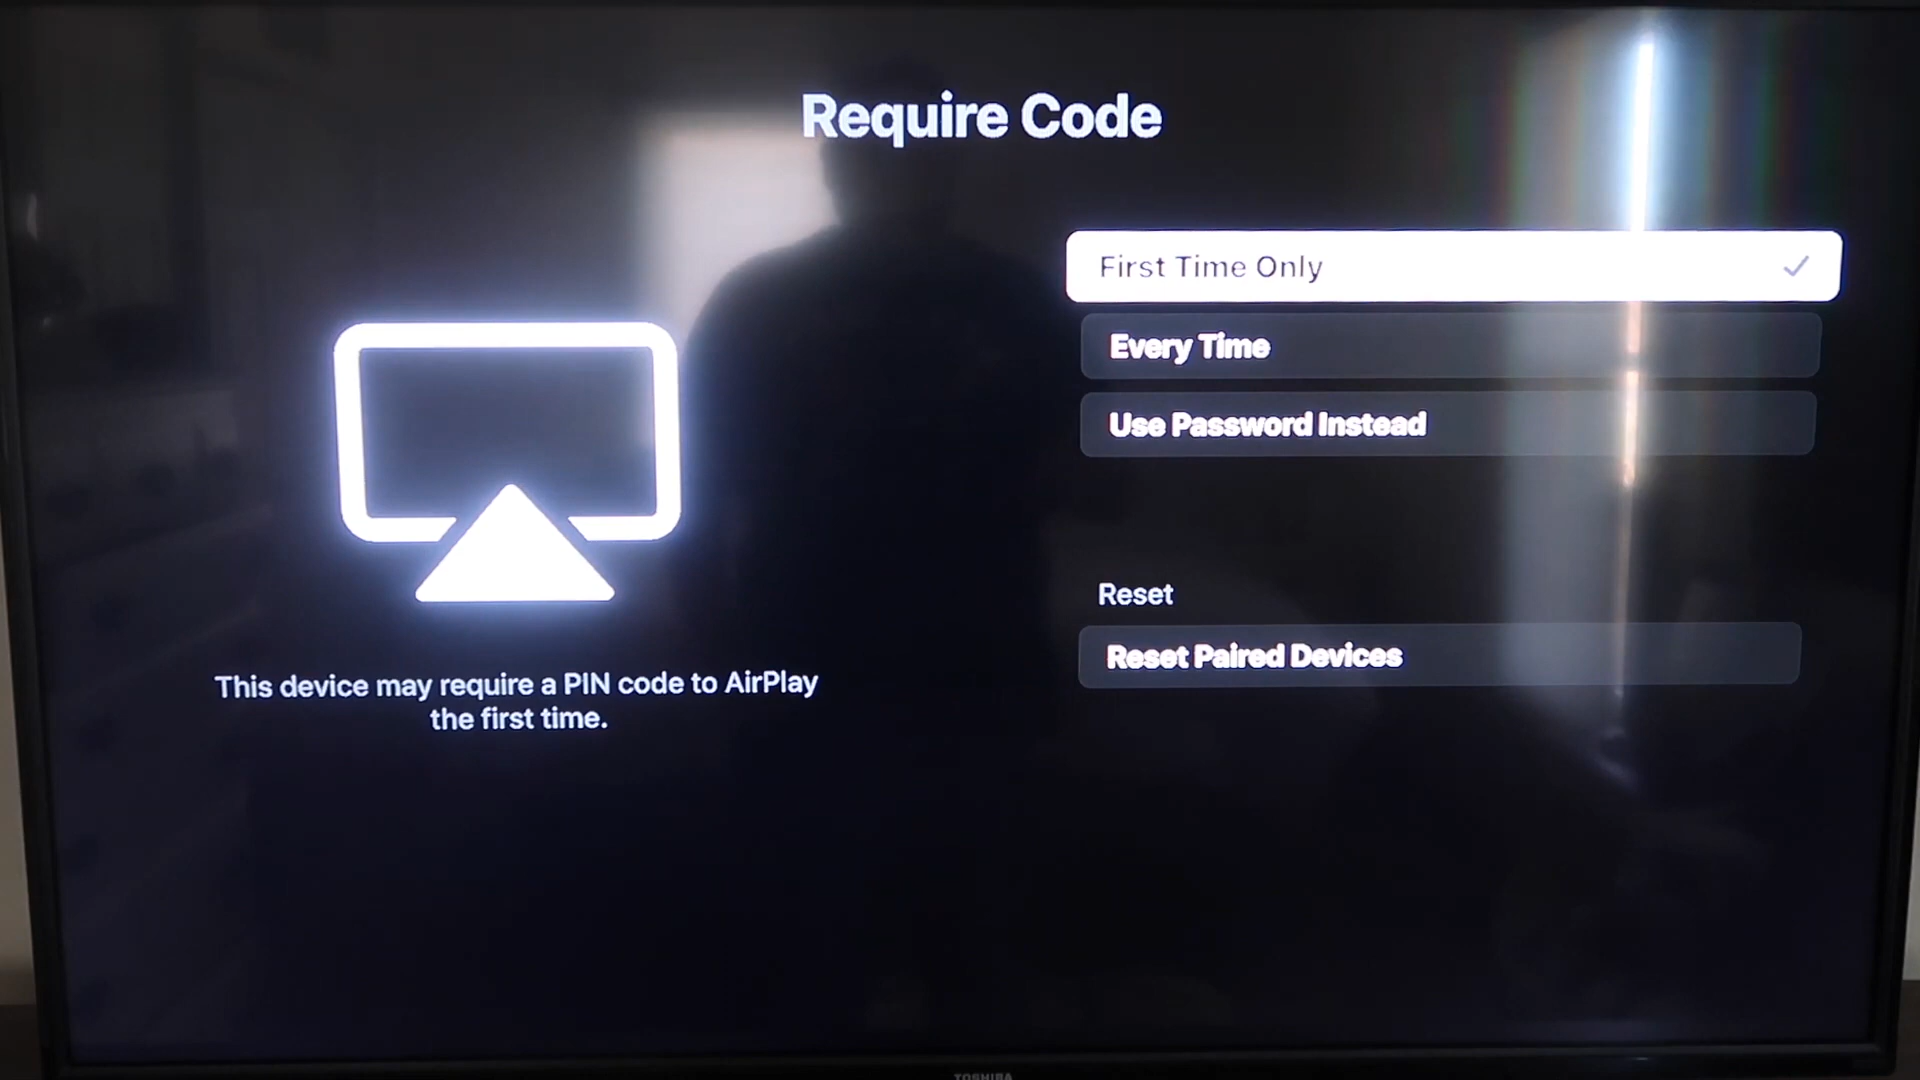 Require Code
First Time Only
Every Time
Use Password Instead
Reset
Reset Paired Devices
This device may require a PIN code to AirPlay
the first time.
TOSHIBA